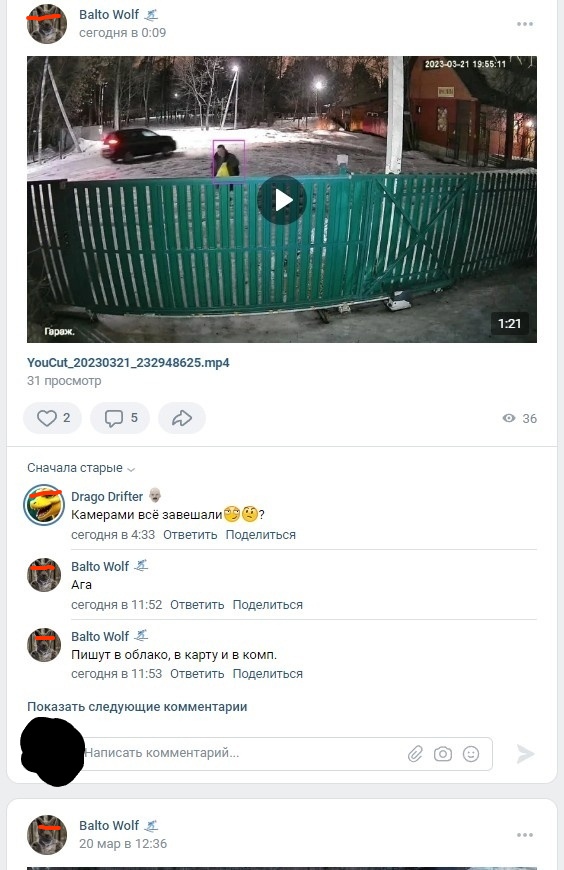 Balto Wolf
сегодня в 0:09
2023-03-21 19:55:11
Гараж.
1:21
YouCut_20230321_232948625.mp4
31 просмотр
2
5
36
Сначала старые
Drago Drifter
Камерами всё завешали🙄🤨?
сегодня в 4:33 Ответить Поделиться
Balto Wolf
Ага
сегодня в 11:52 Ответить Поделиться
Balto Wolf
Пишут в облако, в карту и в комп.
сегодня в 11:53 Ответить Поделиться
Показать следующие комментарии
Написать комментарий...
Balto Wolf
20 мар в 12:36